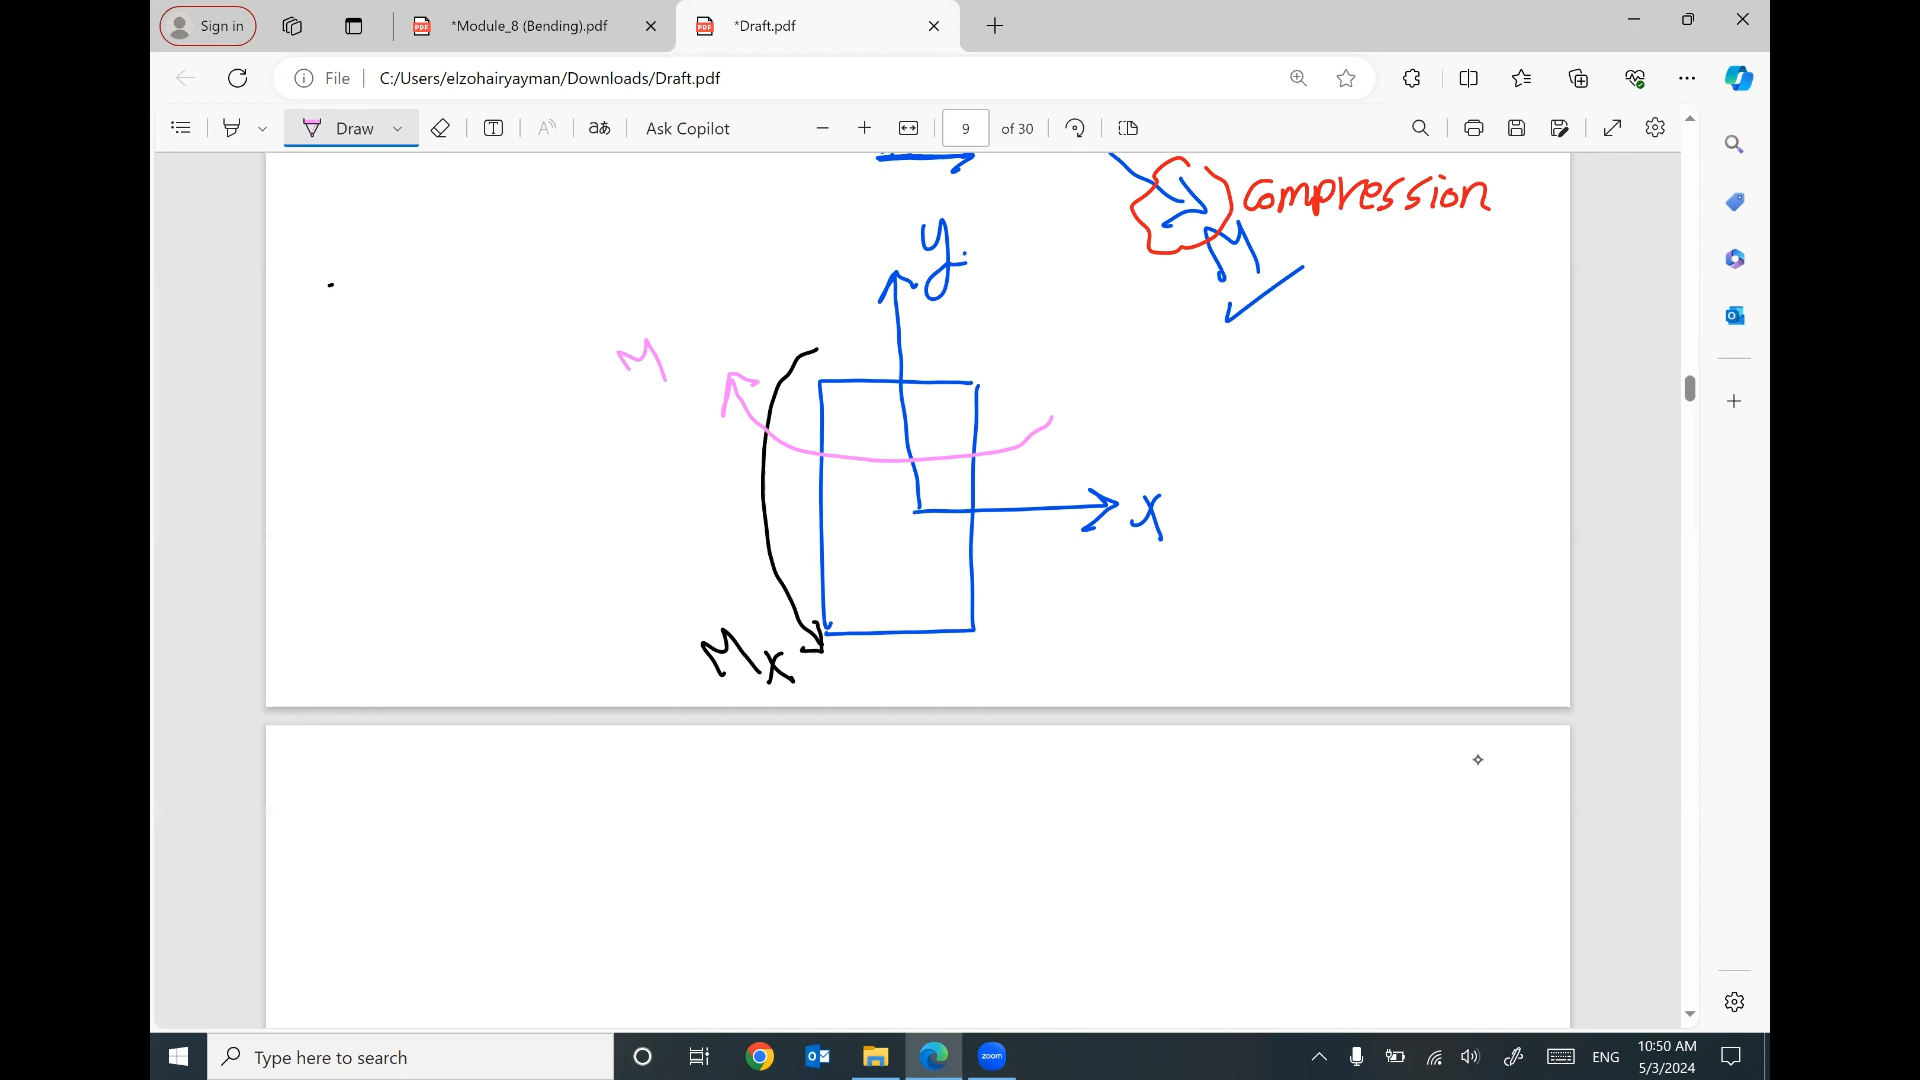 Sign in
*Module_8 (Bending).pdf
*Draft.pdf
File
C:/Users/elzohairyayman/Downloads/Draft.pdf
Draw
Ask Copilot
9
of 30
Compression
M
y
M
x
Mx
Type here to search
zoom
ENG
10:50 AM
5/3/2024